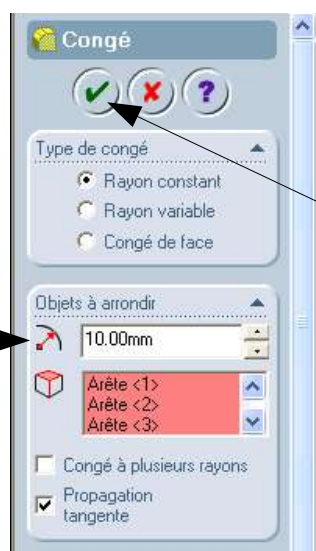 Congé
?
Type de congé
Rayon constant
Rayon variable
Congé de face
Objets à arrondir
10.00mm
Arête <1>
Arête <2>
Arête <3>
Congé à plusieurs rayons
Propagation
tangente